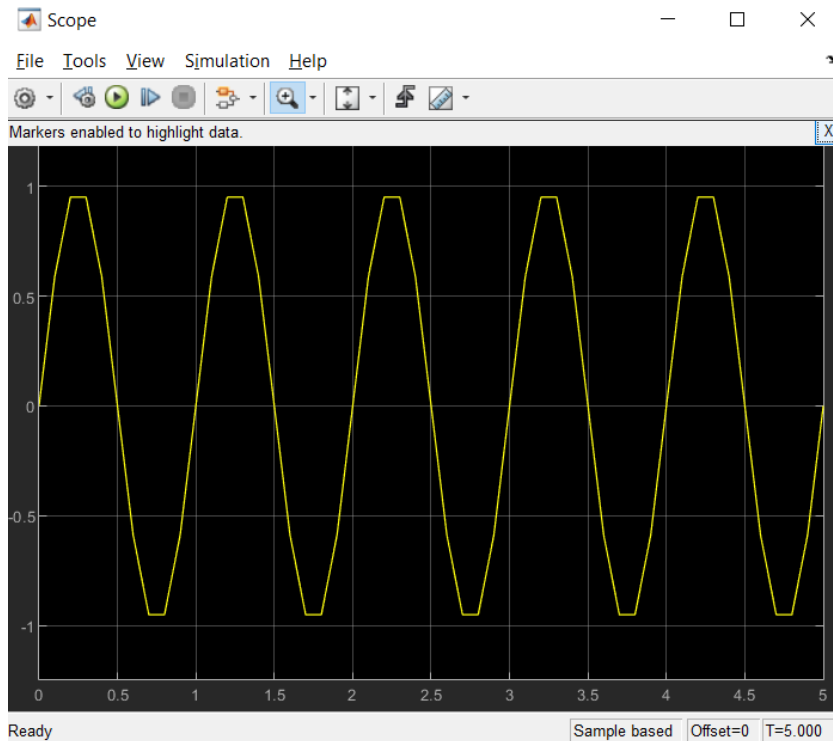 Scope
File Tools View Simulation Help
Markers enabled to highlight data.
X
1
0.5
0
-0.5
-1
0 0.5 1 1.5 2 2.5 3 3.5 4 4.5 5
Ready Sample based Offset=0 T=5.000